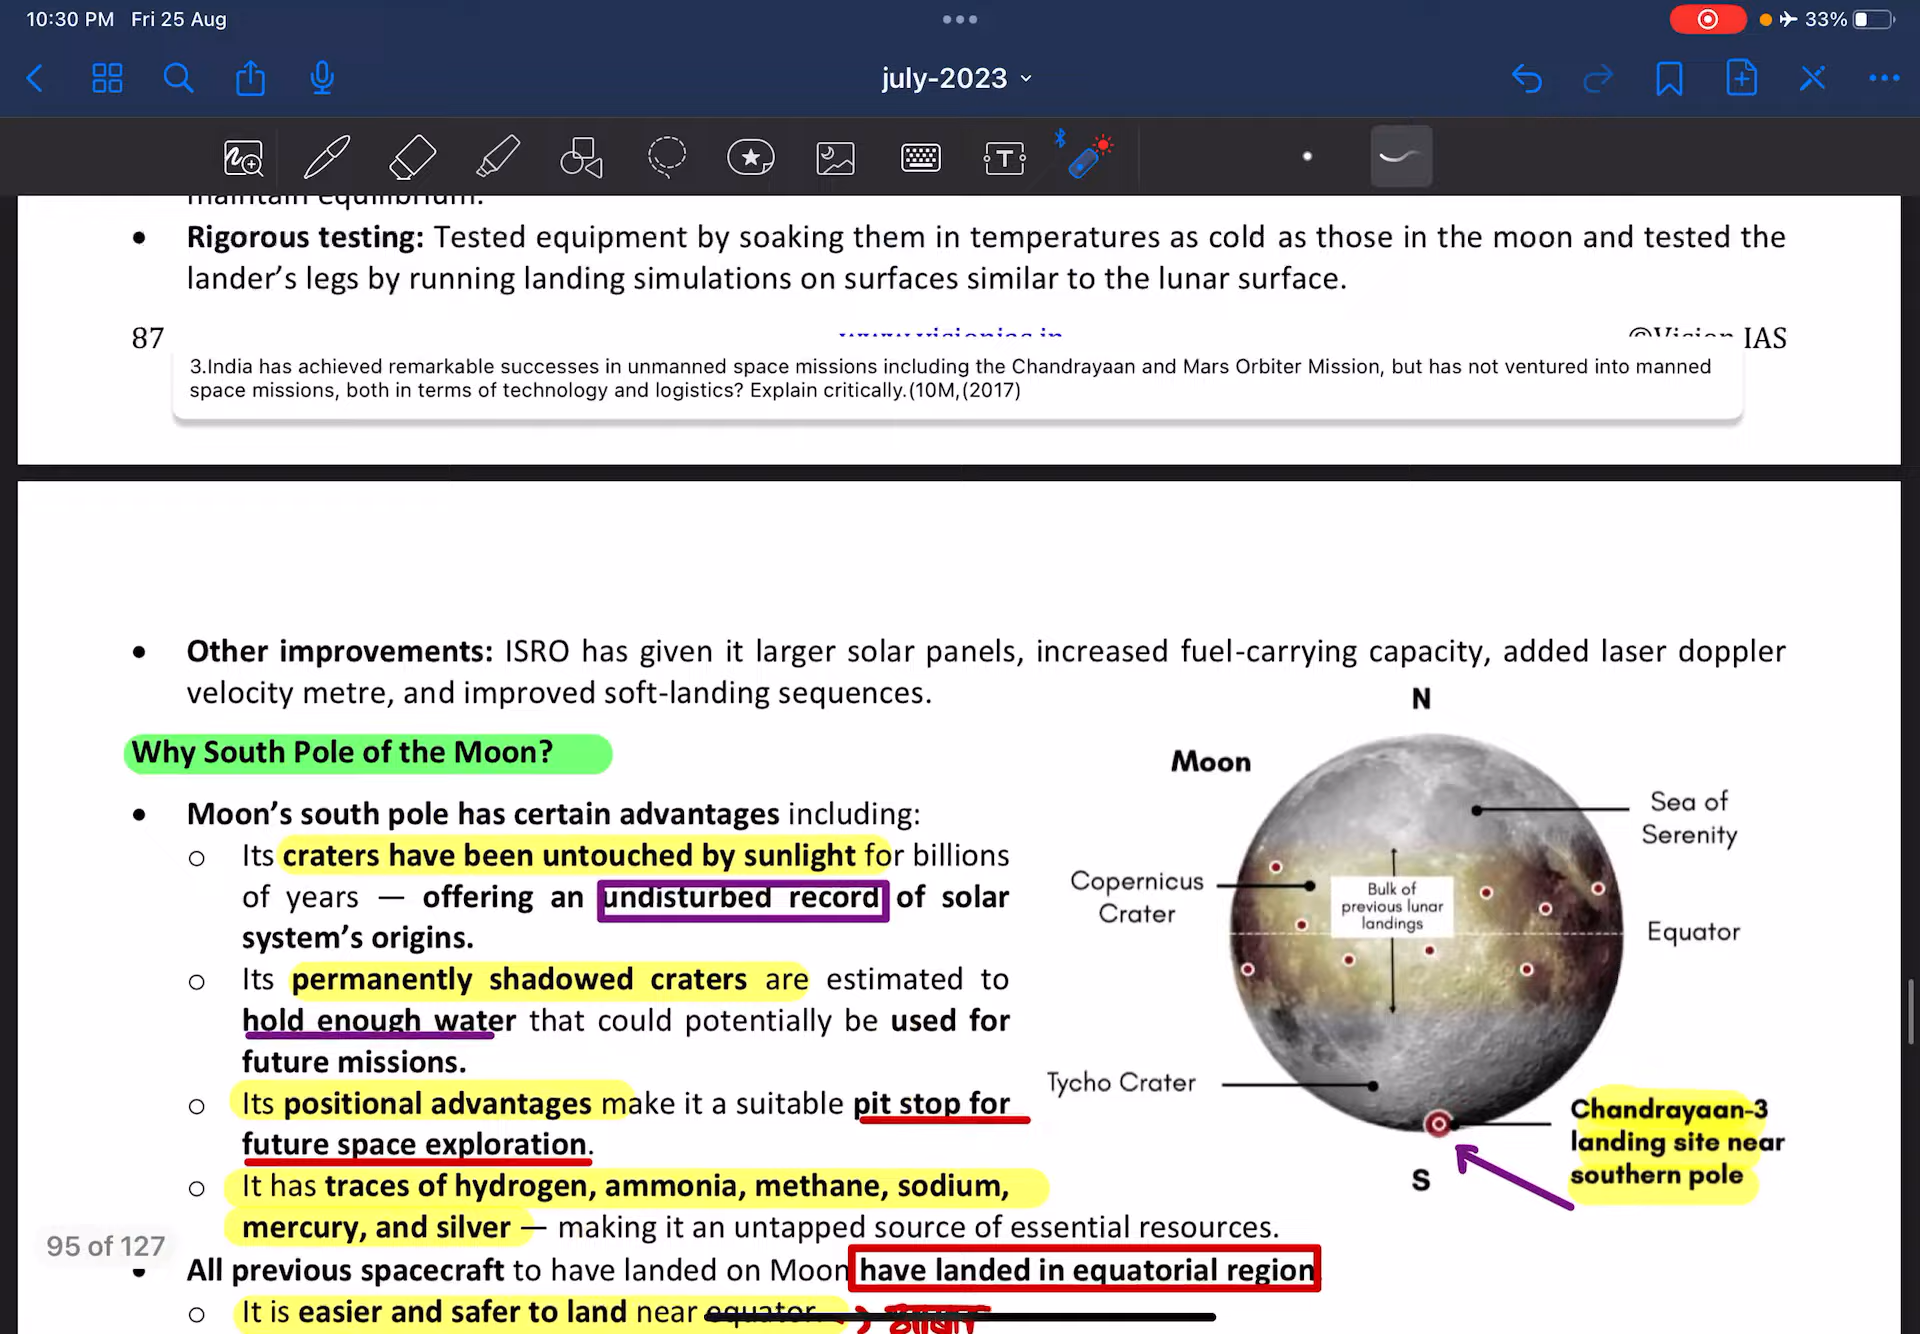 10:30 PM Fri 25 Aug
33%
july-2023
T
maintain equilibrium.
• Rigorous testing: Tested equipment by soaking them in temperatures as cold as those in the moon and tested the
lander's legs by running landing simulations on surfaces similar to the lunar surface.
87 www.visionias.in ©Vision IAS
3.India has achieved remarkable successes in unmanned space missions including the Chandrayaan and Mars Orbiter Mission, but has not ventured into manned
space missions, both in terms of technology and logistics? Explain critically.(10M,(2017)
• Other improvements: ISRO has given it larger solar panels, increased fuel-carrying capacity, added laser doppler
velocity metre, and improved soft-landing sequences.
Why South Pole of the Moon?
• Moon's south pole has certain advantages including:
o Its craters have been untouched by sunlight for billions
of years — offering an undisturbed record of solar
system's origins.
o Its permanently shadowed craters are estimated to
hold enough water that could potentially be used for
future missions.
o Its positional advantages make it a suitable pit stop for
future space exploration.
o It has traces of hydrogen, ammonia, methane, sodium,
mercury, and silver — making it an untapped source of essential resources.
• All previous spacecraft to have landed on Moon have landed in equatorial region
o It is easier and safer to land near equator.
N
Moon
Sea of
Serenity
Copernicus
Crater
Bulk of
previous lunar
landings
Equator
Tycho Crater
Chandrayaan-3
landing site near
southern pole
S
95 of 127